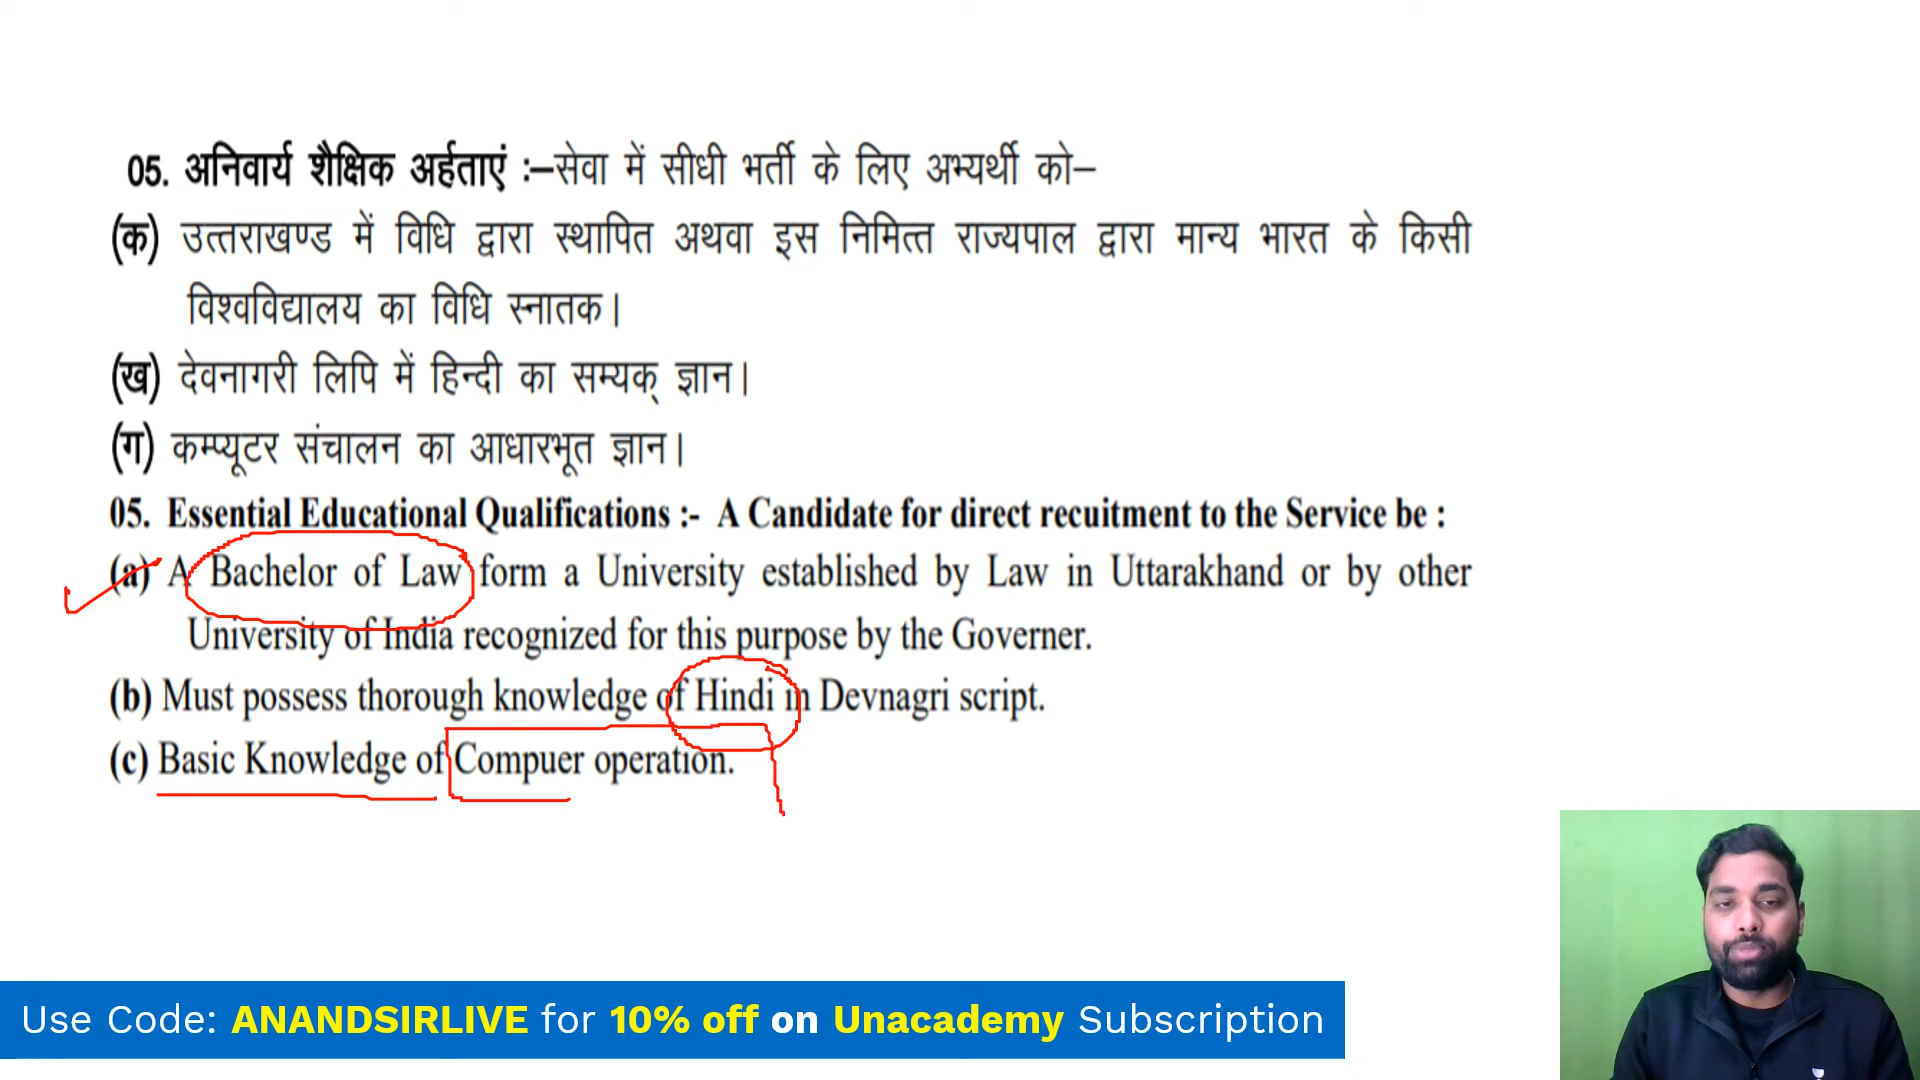 05. अनिवार्य शैक्षिक अर्हताएं :–सेवा में सीधी भर्ती के लिए अभ्यर्थी को–
(क) उत्तराखण्ड में विधि द्वारा स्थापित अथवा इस निमित्त राज्यपाल द्वारा मान्य भारत के किसी
विश्वविद्यालय का विधि स्नातक।
(ख) देवनागरी लिपि में हिन्दी का सम्यक् ज्ञान।
(ग) कम्प्यूटर संचालन का आधारभूत ज्ञान।
05. Essential Educational Qualifications :- A Candidate for direct recuitment to the Service be :
(a) A Bachelor of Law form a University established by Law in Uttarakhand or by other
University of India recognized for this purpose by the Governer.
(b) Must possess thorough knowledge of Hindi in Devnagri script.
(c) Basic Knowledge of Compuer operation.
Use Code: ANANDSIRLIVE for 10% off on Unacademy Subscription